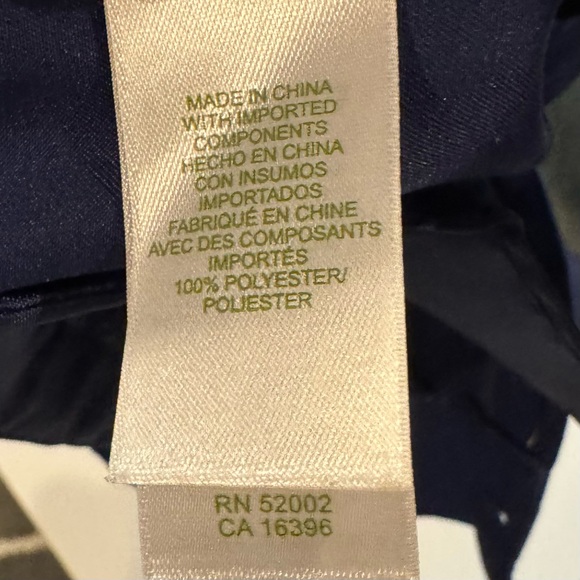 MADE IN CHINA
WITH IMPORTED
COMPONENTS
HECHO EN CHINA
CON INSUMOS
IMPORTADOS
FABRIQUÉ EN CHINE
AVEC DES COMPOSANTS
IMPORTÉS
100% POLYESTER/
POLIESTER
RN 52002
CA 16396